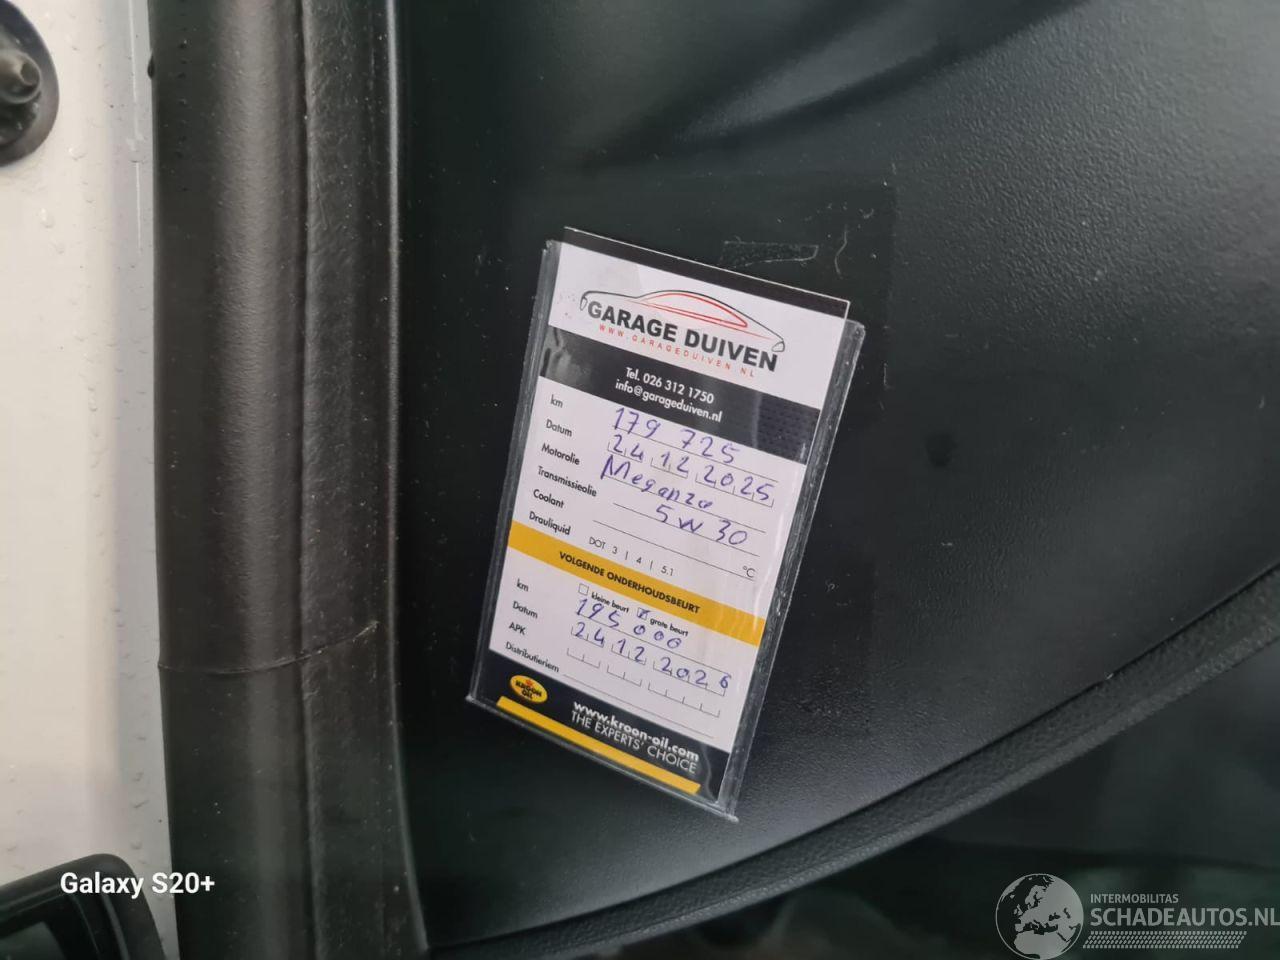 GARAGE DUIVEN
WWW.GARAGEDUIVEN.NL
Tel. 026 312 1750
info@garageduiven.nl
km 179 725
Datum 24 12 2025
Motorolie Meganza
Transmissieolie 5W30
Coolant °C
Drauliquid DOT 3 | 4 | 5.1
VOLGENDE ONDERHOUDSBEURT
kleine beurt grote beurt
km 195 000
Datum 24 12 2026
APK
Distributieriem
KROON OIL
www.kroon-oil.com
THE EXPERTS' CHOICE
Galaxy S20+
INTERMOBILITAS
SCHADEAUTOS.NL